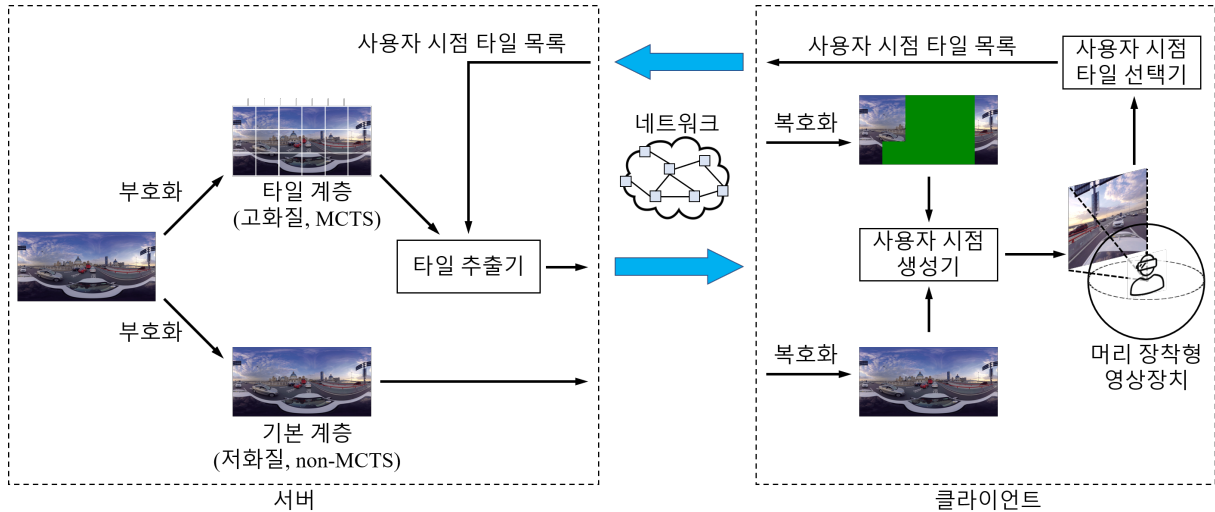 사용자 시점 타일 목록
부호화
타일 계층
(고화질, MCTS)
타일 추출기
부호화
기본 계층
(저화질, non-MCTS)
서버
네트워크
사용자 시점 타일 목록
사용자 시점
타일 선택기
복호화
사용자 시점
생성기
복호화
머리 장착형
영상장치
클라이언트